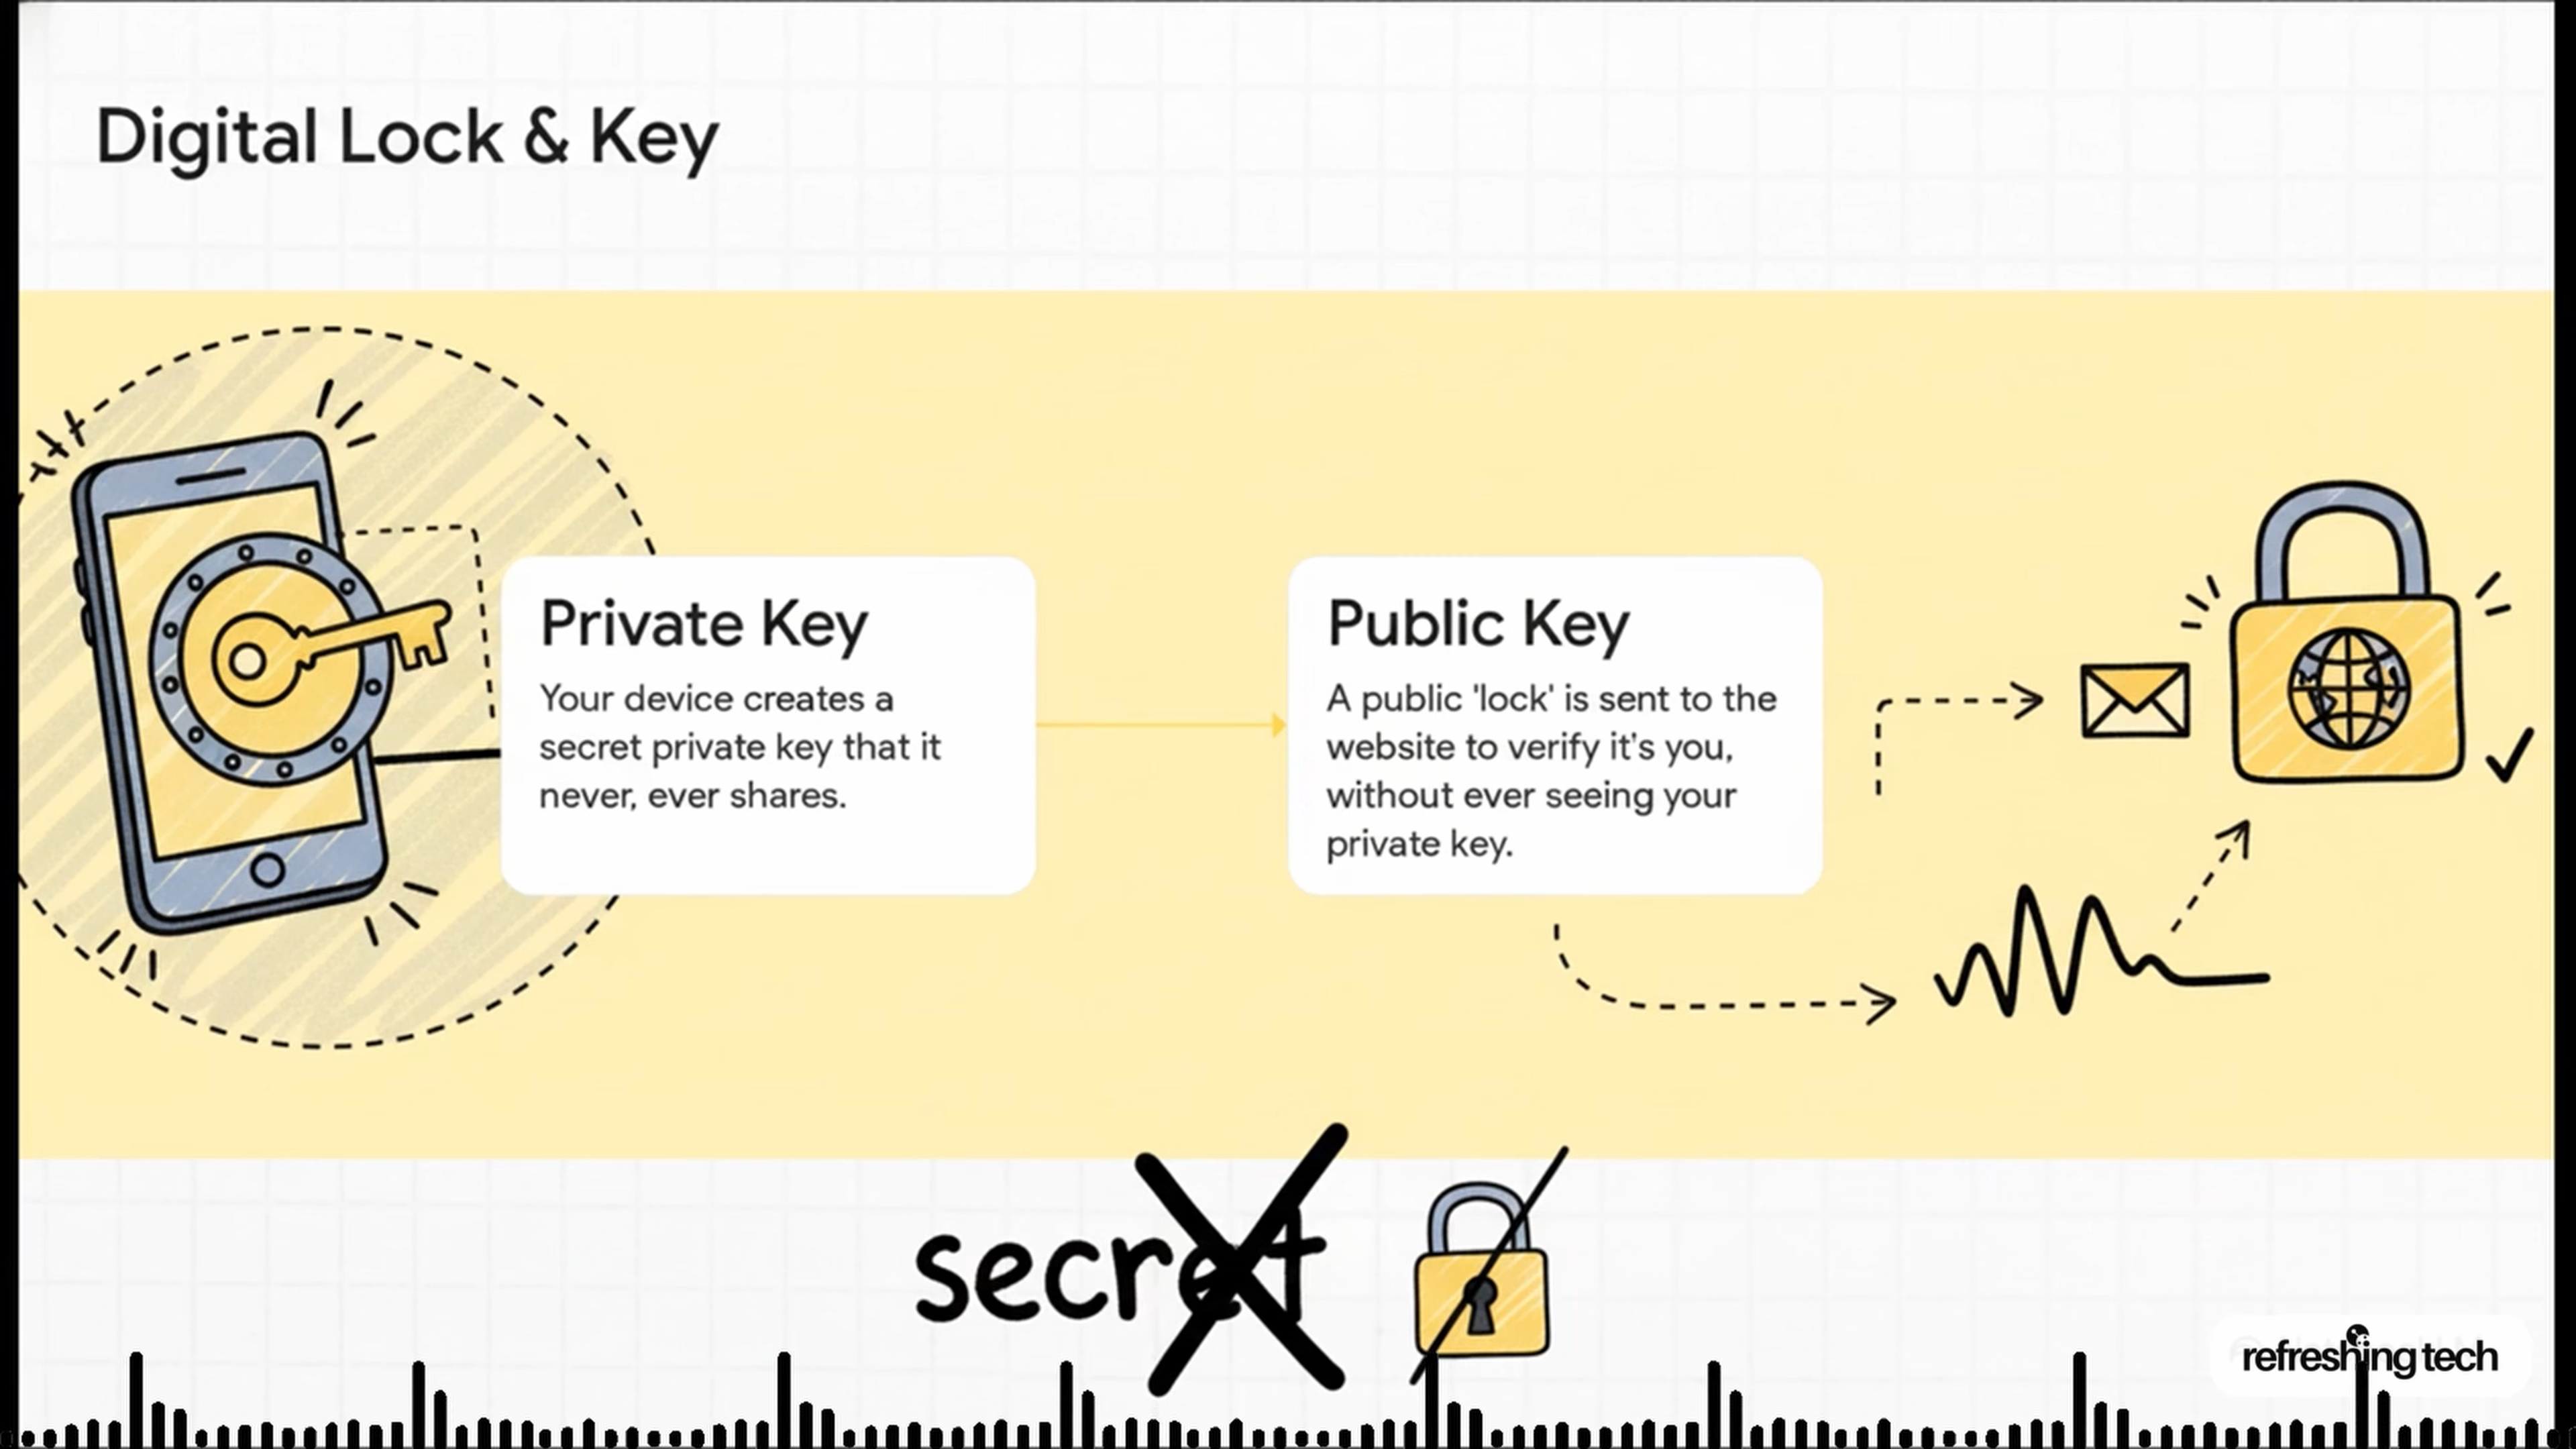 Digital Lock & Key
Private Key
Your device creates a
secret private key that it
never, ever shares.
Public Key
A public 'lock' is sent to the
website to verify it's you,
without ever seeing your
private key.
secret
refreshing tech